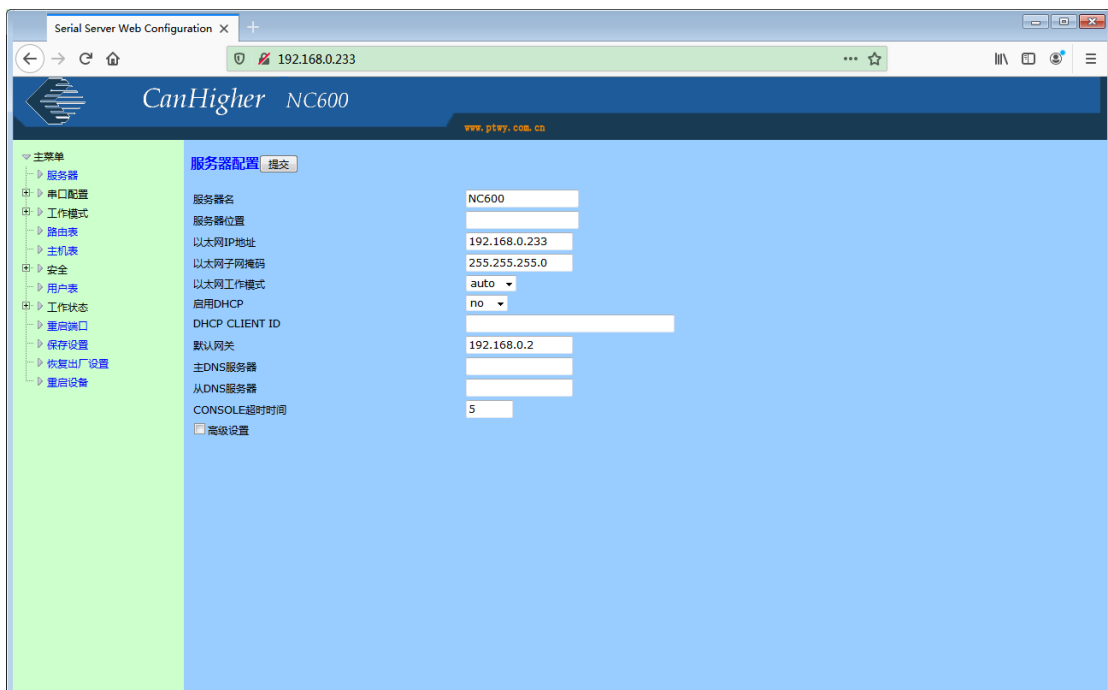 Serial Server Web Configuration
192.168.0.233
CanHigher NC600
www.ptwy.com.cn
主菜单
服务器
串口配置
工作模式
路由表
主机表
安全
用户表
工作状态
重启端口
保存设置
恢复出厂设置
重启设备
服务器配置 提交
服务器名 NC600
服务器位置
以太网IP地址 192.168.0.233
以太网子网掩码 255.255.255.0
以太网工作模式 auto
启用DHCP no
DHCP CLIENT ID
默认网关 192.168.0.2
主DNS服务器
从DNS服务器
CONSOLE超时时间 5
高级设置